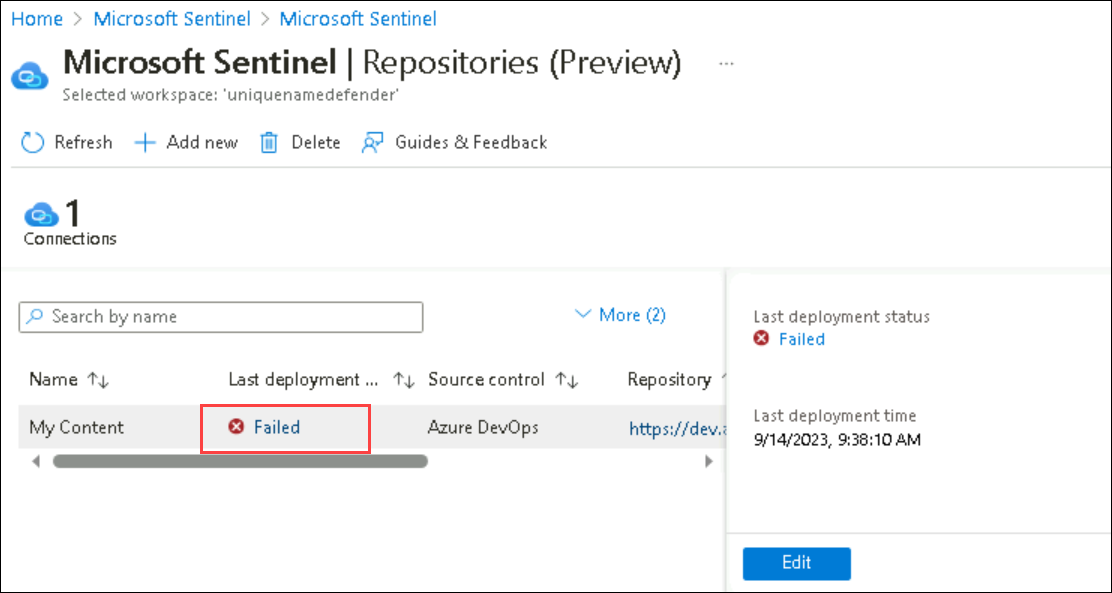 Home > Microsoft Sentinel > Microsoft Sentinel
Microsoft Sentinel | Repositories (Preview) ...
Selected workspace: 'uniquenamedefender'
Refresh Add new Delete Guides & Feedback
1
Connections
Search by name
More (2)
Name Last deployment ... Source control Repository
My Content Failed Azure DevOps https://dev.a
Last deployment status
Failed
Last deployment time
9/14/2023, 9:38:10 AM
Edit